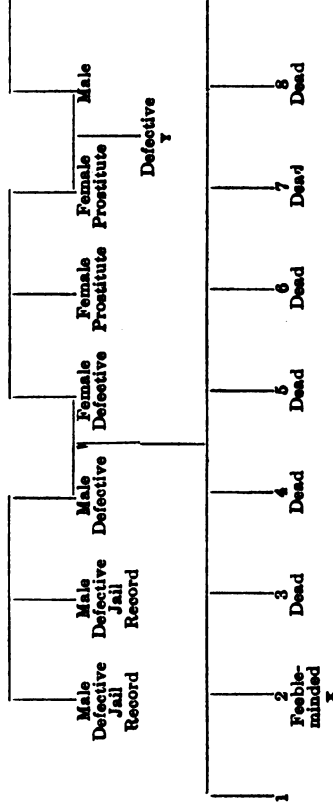 Male
Defective
Jail
Record
Male
Defective
Jail
Record
Male
Defective
Female
Defective
Female
Prostitute
Female
Prostitute
Male
Defective
1
2
Feeble-
minded
3
Dead
4
Dead
5
Dead
6
Dead
7
Dead
8
Dead